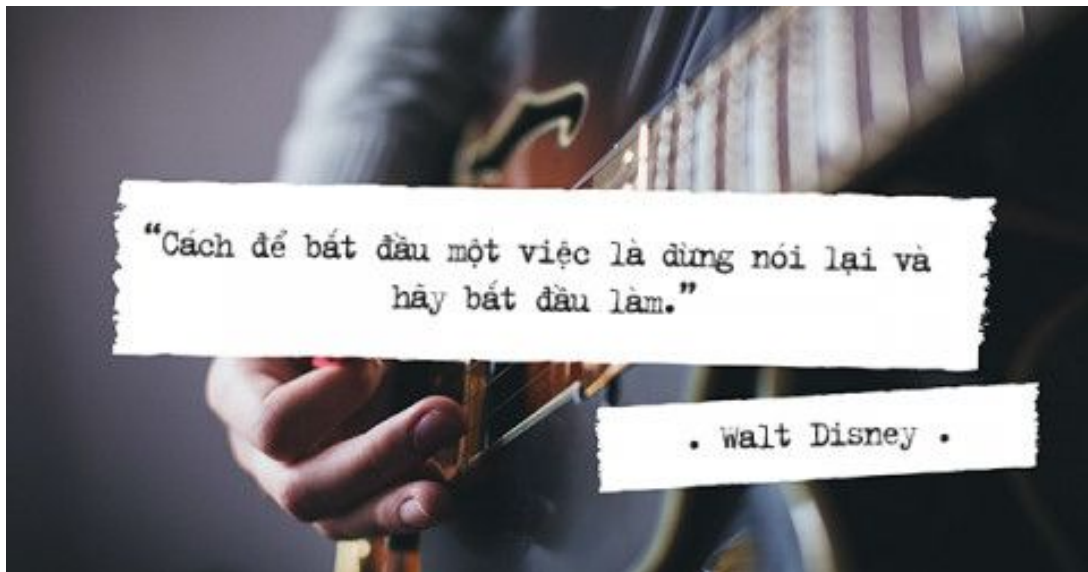 “Cách để bắt đầu một việc là dừng nói lại và
hãy bắt đầu làm.”
. Walt Disney .